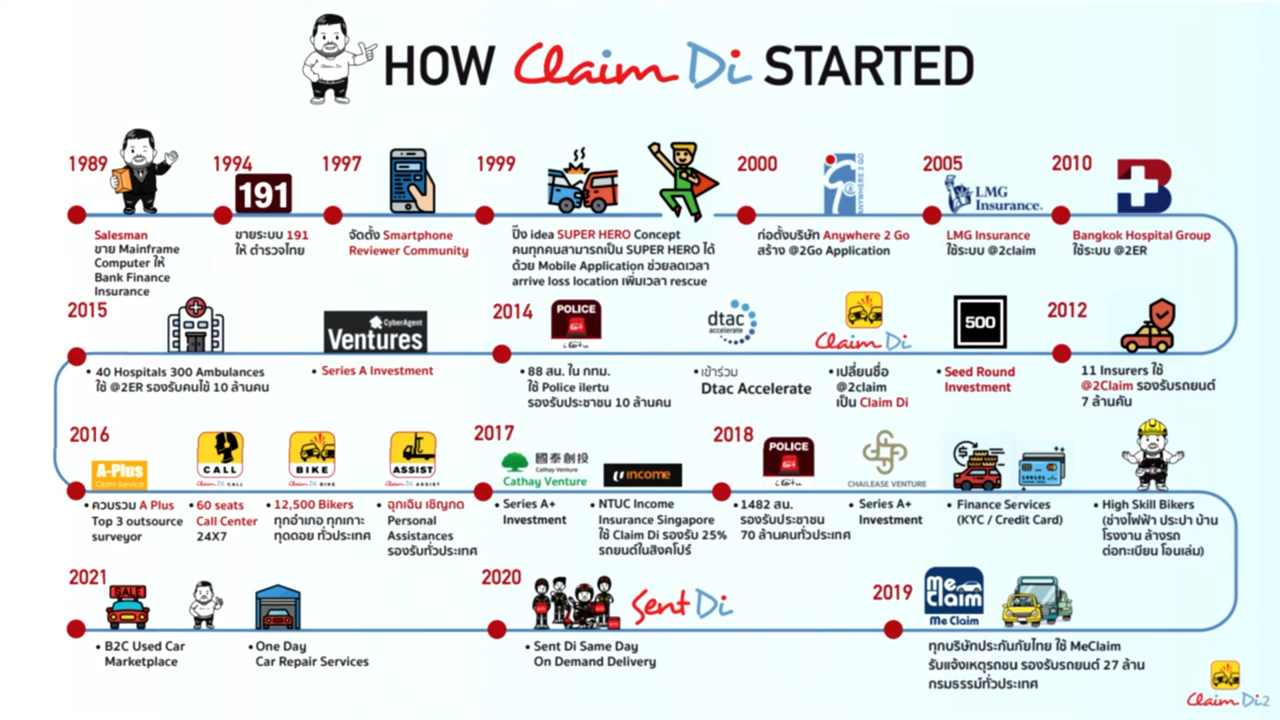 HOW Claim Di STARTED
1989
1994
191
1997
1999
2000
ANYWHERE 2 GO
2005
LMG
Insurance.
2010
Salesman
ขาย Mainframe
Computer ให้
Bank Finance
Insurance
ขายระบบ 191
ให้ ตำรวจไทย
จัดตั้ง Smartphone
Reviewer Community
ปิ๊ง idea SUPER HERO Concept
คนทุกคนสามารถเป็น SUPER HERO ได้
ด้วย Mobile Application ช่วยลดเวลา
arrive loss location เพิ่มเวลา rescue
ก่อตั้งบริษัท Anywhere 2 Go
สร้าง @2Go Application
LMG Insurance
ใช้ระบบ @2claim
Bangkok Hospital Group
ใช้ระบบ @2ER
2015
CyberAgent
Ventures
2014
POLICE
dtac
accelerate
Claim Di
500
2012
• 40 Hospitals 300 Ambulances
ใช้ @2ER รองรับคนไข้ 10 ล้านคน
• Series A Investment
• 88 สน. ใน กทม.
ใช้ Police ilertu
รองรับประชาชน 10 ล้านคน
• เข้าร่วม
Dtac Accelerate
• เปลี่ยนชื่อ
@2claim
เป็น Claim Di
• Seed Round
Investment
11 Insurers ใช้
@2Claim รองรับรถยนต์
7 ล้านคัน
2016
A-Plus
Claim Service
CALL
Claim Di CALL
BIKE
Claim Di BIKE
ASSIST
Claim Di ASSIST
2017
國泰創投
Cathay Venture
Cathay Venture
income
2018
POLICE
CHAILEASE VENTURE
• ควบรวม A Plus
Top 3 outsource
surveyor
• 60 seats
Call Center
24X7
• 12,500 Bikers
ทุกอำเภอ ทุกเกาะ
ทุดดอย ทั่วประเทศ
• ฉุกเฉิน เชิญกด
Personal
Assistances
รองรับทั่วประเทศ
• Series A+
Investment
• NTUC Income
Insurance Singapore
ใช้ Claim Di รองรับ 25%
รถยนต์ในสิงคโปร์
• 1482 สน.
รองรับประชาชน
70 ล้านคนทั่วประเทศ
• Series A+
Investment
• Finance Services
(KYC / Credit Card)
• High Skill Bikers
(ช่างไฟฟ้า ประปา บ้าน
โรงงาน ล้างรถ
ต่อทะเบียน โอนเล่ม)
2021
SALE
2020
Sent Di
2019
Me
Claim
Me Claim
• B2C Used Car
Marketplace
• One Day
Car Repair Services
• Sent Di Same Day
On Demand Delivery
ทุกบริษัทประกันภัยไทย ใช้ MeClaim
รับแจ้งเหตุรถชน รองรับรถยนต์ 27 ล้าน
กรมธรรม์ทั่วประเทศ
Claim Di 2